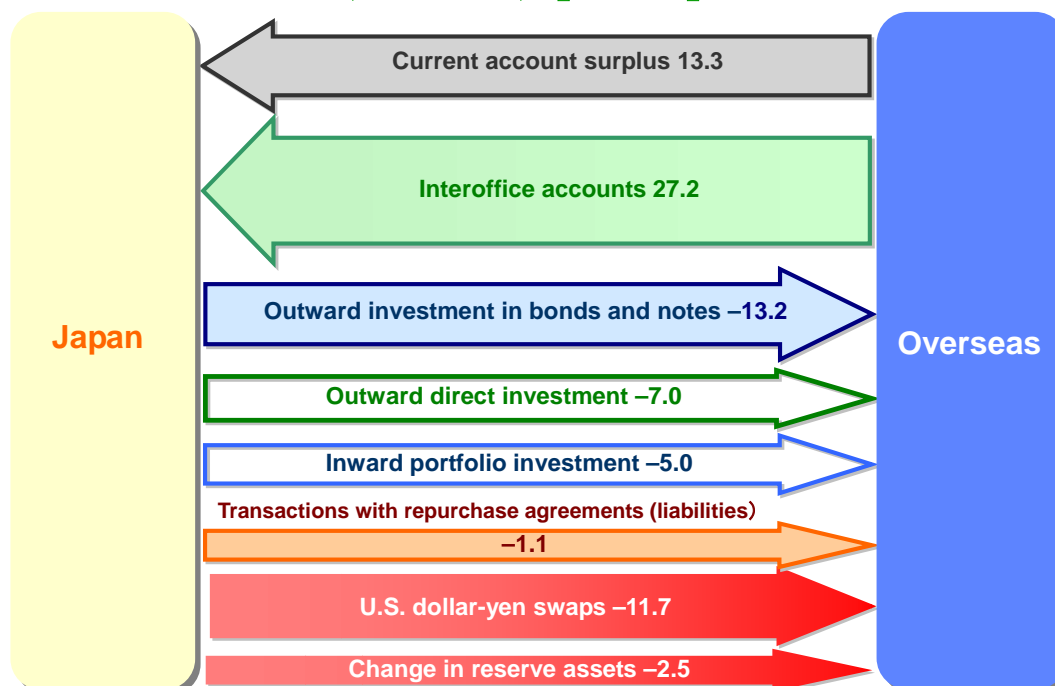 Current account surplus 13.3
Interoffice accounts 27.2
Outward investment in bonds and notes –13.2
Japan
Overseas
Outward direct investment –7.0
Inward portfolio investment –5.0
Transactions with repurchase agreements (liabilities）
–1.1
U.S. dollar-yen swaps –11.7
Change in reserve assets –2.5